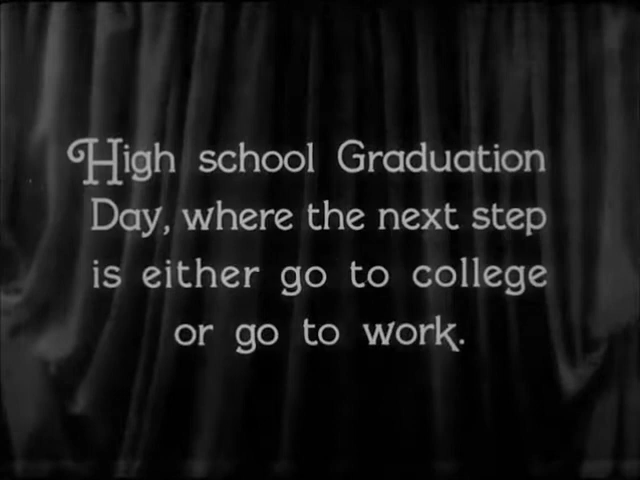 High school Graduation
Day, where the next step
is either go to college
or go to work.